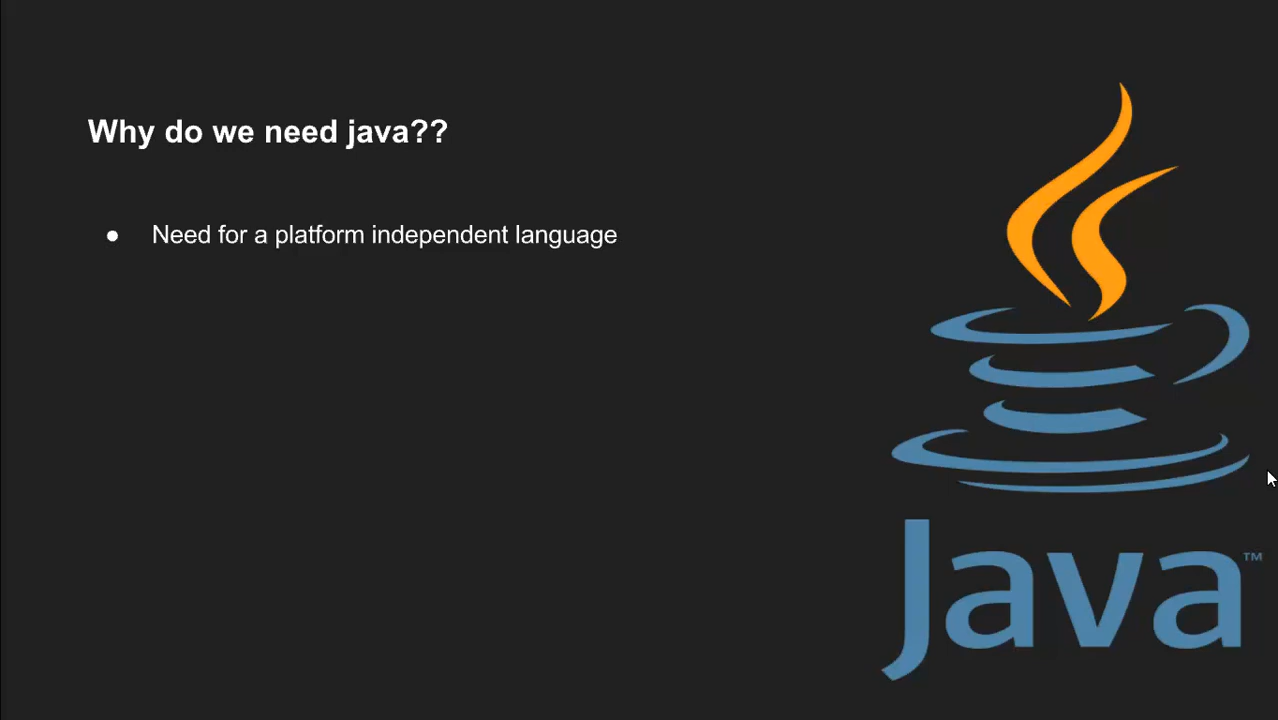 Why do we need java??
● Need for a platform independent language
Java™